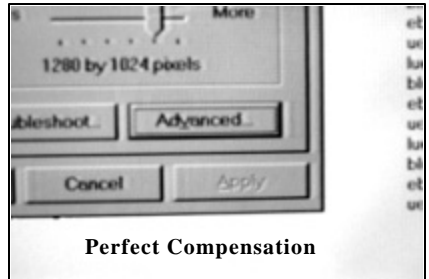 More
1280 by 1024 pixels
bleshoot...
Advanced...
Cancel
Apply
Perfect Compensation